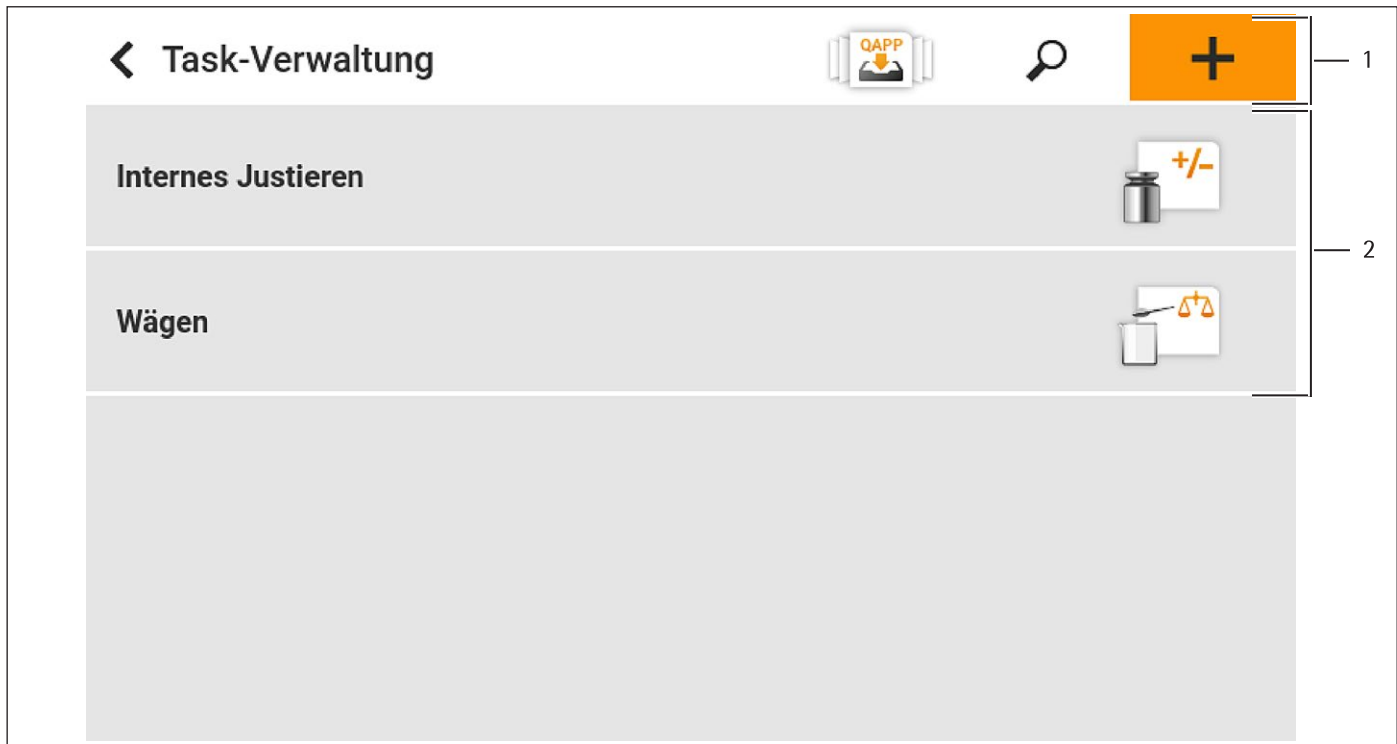 Task-Verwaltung
QAPP
1
Internes Justieren
+/-
2
Wägen